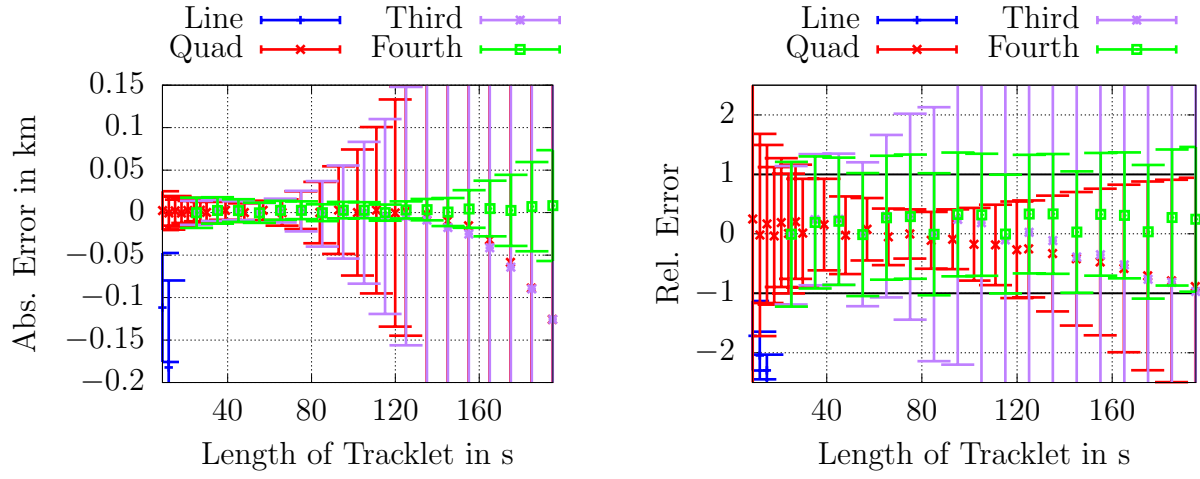 Line Third
Quad Fourth
0.15
0.1
0.05
0
−0.05
−0.1
−0.15
−0.2
Abs. Error in km
40 80 120 160
Length of Tracklet in s
Line Third
Quad Fourth
2
1
0
−1
−2
Rel. Error
40 80 120 160
Length of Tracklet in s